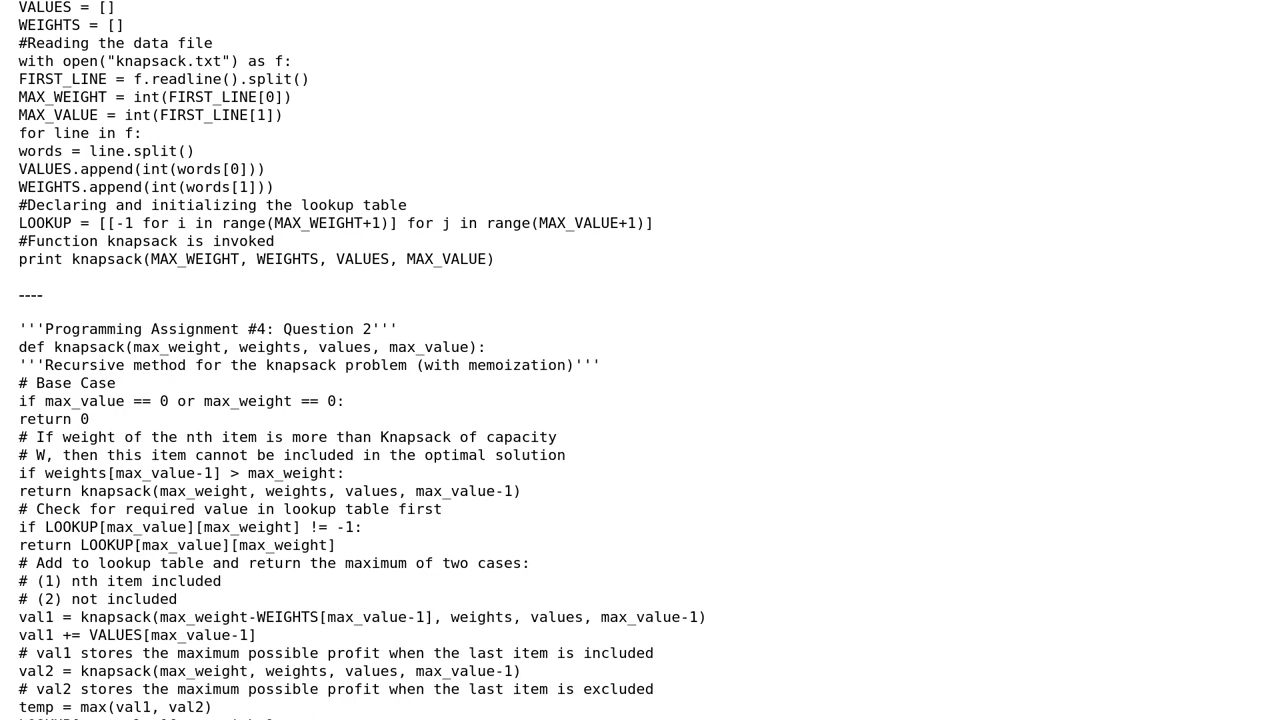 VALUES = []
WEIGHTS = []
#Reading the data file
with open("knapsack.txt") as f:
FIRST_LINE = f.readline().split()
MAX_WEIGHT = int(FIRST_LINE[0])
MAX_VALUE = int(FIRST_LINE[1])
for line in f:
words = line.split()
VALUES.append(int(words[0]))
WEIGHTS.append(int(words[1]))
#Declaring and initializing the lookup table
LOOKUP = [[-1 for i in range(MAX_WEIGHT+1)] for j in range(MAX_VALUE+1)]
#Function knapsack is invoked
print knapsack(MAX_WEIGHT, WEIGHTS, VALUES, MAX_VALUE)
----
'''Programming Assignment #4: Question 2'''
def knapsack(max_weight, weights, values, max_value):
'''Recursive method for the knapsack problem (with memoization)'''
# Base Case
if max_value == 0 or max_weight == 0:
return 0
# If weight of the nth item is more than Knapsack of capacity
# W, then this item cannot be included in the optimal solution
if weights[max_value-1] > max_weight:
return knapsack(max_weight, weights, values, max_value-1)
# Check for required value in lookup table first
if LOOKUP[max_value][max_weight] != -1:
return LOOKUP[max_value][max_weight]
# Add to lookup table and return the maximum of two cases:
# (1) nth item included
# (2) not included
val1 = knapsack(max_weight-WEIGHTS[max_value-1], weights, values, max_value-1)
val1 += VALUES[max_value-1]
# val1 stores the maximum possible profit when the last item is included
val2 = knapsack(max_weight, weights, values, max_value-1)
# val2 stores the maximum possible profit when the last item is excluded
temp = max(val1, val2)